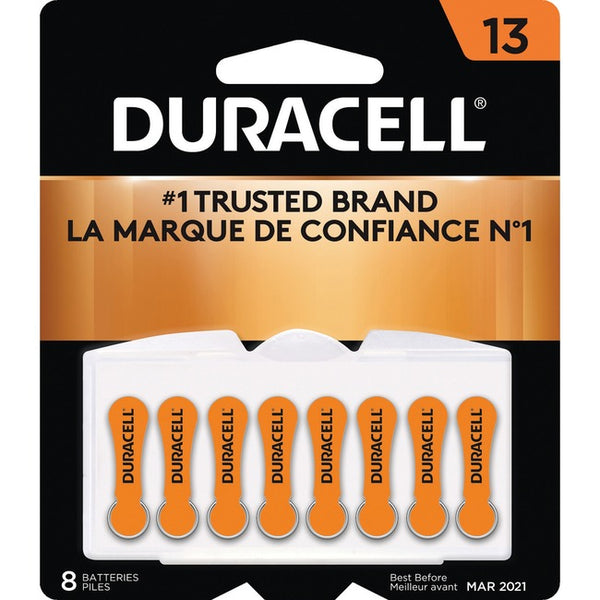 13
DURACELL®
#1 TRUSTED BRAND
LA MARQUE DE CONFIANCE N°1
DURACELL DURACELL DURACELL DURACELL DURACELL DURACELL DURACELL DURACELL
8 BATTERIES
PILES
Best Before
Meilleur avant MAR 2021